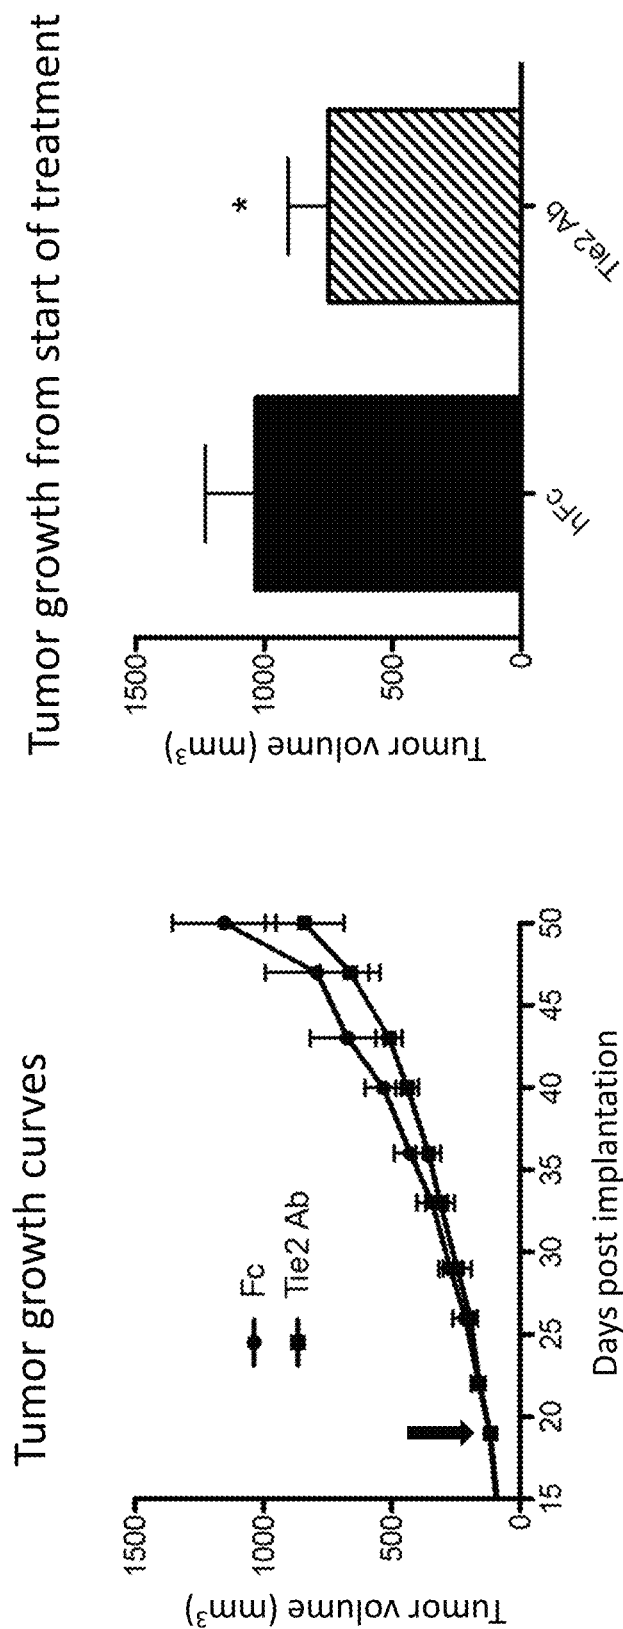 Tumor growth curves
Tumor volume (mm³)
1500
1000
500
0
Fc
Tie2 Ab
15
20
25
30
35
40
45
50
Days post implantation
Tumor growth from start of treatment
Tumor volume (mm³)
1500
1000
500
0
*
hFc
Tie2 Ab